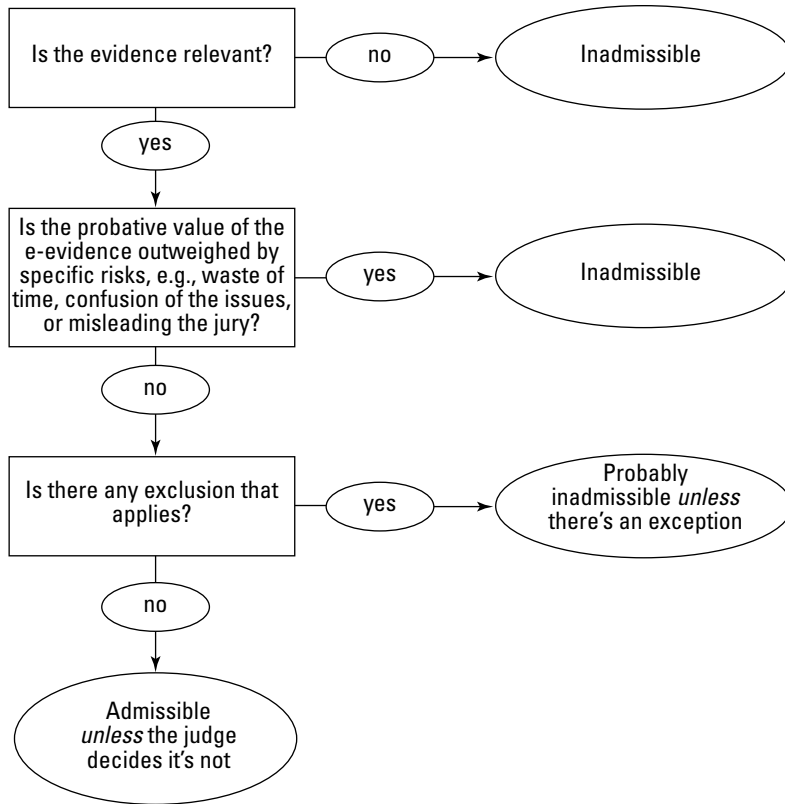 Is the evidence relevant?
no
Inadmissible
yes
Is the probative value of the
e-evidence outweighed by
specific risks, e.g., waste of
time, confusion of the issues,
or misleading the jury?
yes
Inadmissible
no
Is there any exclusion that
applies?
yes
Probably
inadmissible unless
there's an exception
no
Admissible
unless the judge
decides it's not